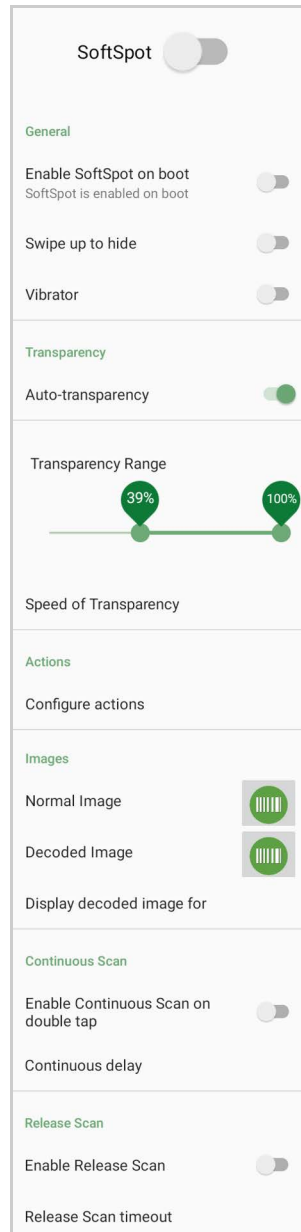 SoftSpot
General
Enable SoftSpot on boot
SoftSpot is enabled on boot
Swipe up to hide
Vibrator
Transparency
Auto-transparency
Transparency Range
39% 100%
Speed of Transparency
Actions
Configure actions
Images
Normal Image
Decoded Image
Display decoded image for
Continuous Scan
Enable Continuous Scan on
double tap
Continuous delay
Release Scan
Enable Release Scan
Release Scan timeout